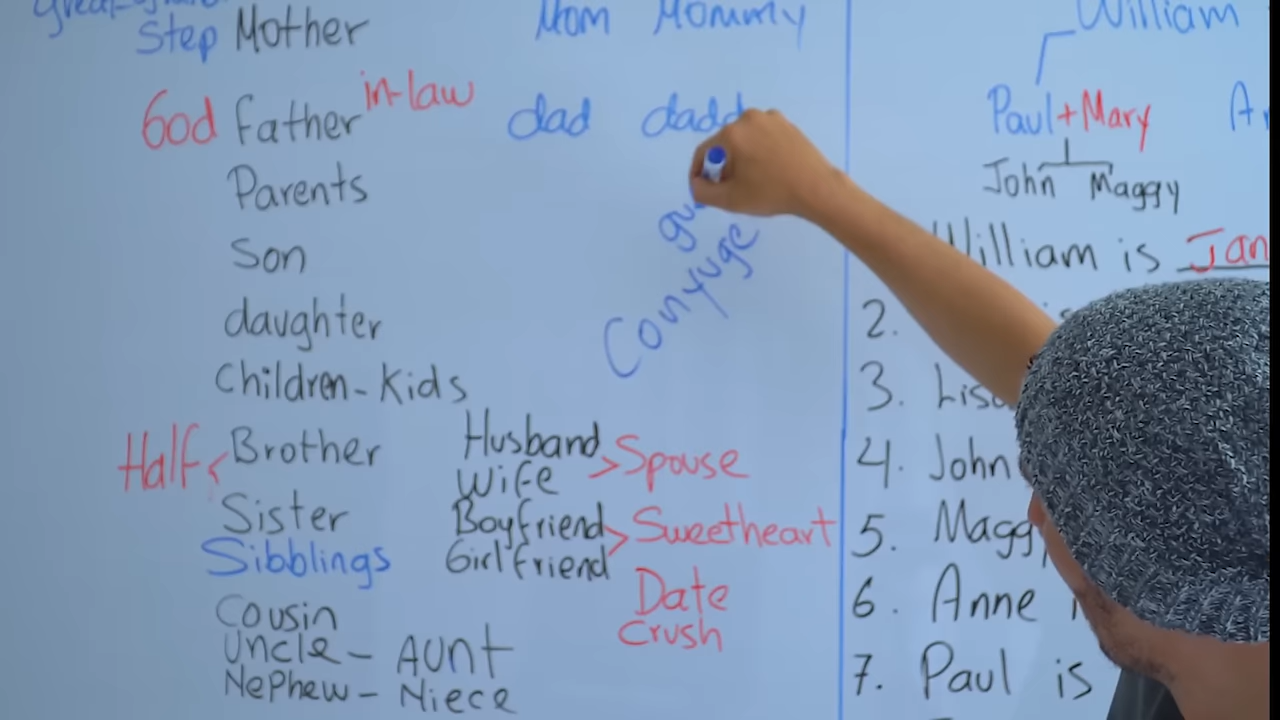 Step Mother Mom Mommy
God Father in-law dad dadd
Parents
Son
daughter
Children - Kids
Half Brother
Sister
Sibblings
Cousin
Uncle - Aunt
Nephew - Niece
Conyuge
Husband
Wife
Spouse
Boyfriend
Girlfriend
Sweetheart
Date
Crush
William
Paul + Mary
John Maggy
William is Jan
2.
3. Lis
4. John
5. Maggy
6. Anne
7. Paul is